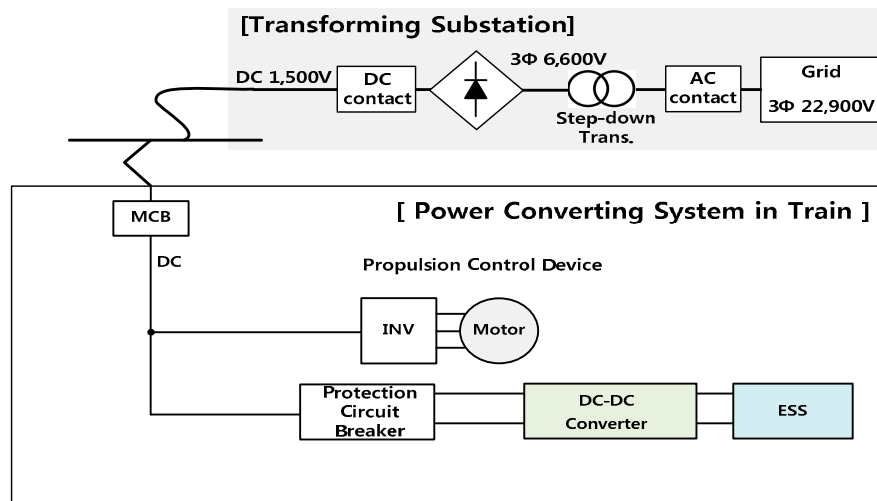 [Transforming Substation]
DC 1,500V
DC
contact
3Φ 6,600V
Step-down
Trans.
AC
contact
Grid
3Φ 22,900V
MCB
[ Power Converting System in Train ]
DC
Propulsion Control Device
INV
Motor
Protection
Circuit
Breaker
DC-DC
Converter
ESS